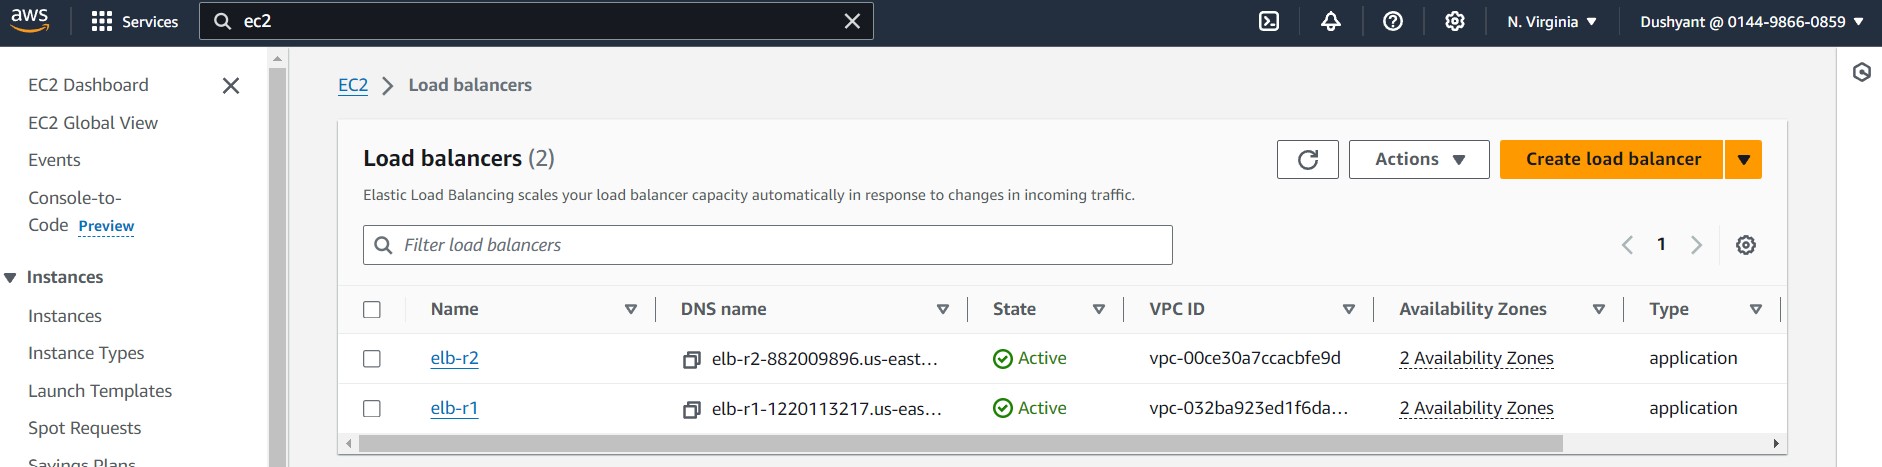 aws Services ec2 N. Virginia Dushyant @ 0144-9866-0859
EC2 Dashboard
EC2 Global View
Events
Console-to-
Code Preview
Instances
Instances
Instance Types
Launch Templates
Spot Requests
Savings Plans
EC2 Load balancers
Load balancers (2)
Actions
Create load balancer
Elastic Load Balancing scales your load balancer capacity automatically in response to changes in incoming traffic.
Filter load balancers
1
Name DNS name State VPC ID Availability Zones Type
elb-r2 elb-r2-882009896.us-east... Active vpc-00ce30a7ccacbfe9d 2 Availability Zones application
elb-r1 elb-r1-1220113217.us-eas... Active vpc-032ba923ed1f6da... 2 Availability Zones application